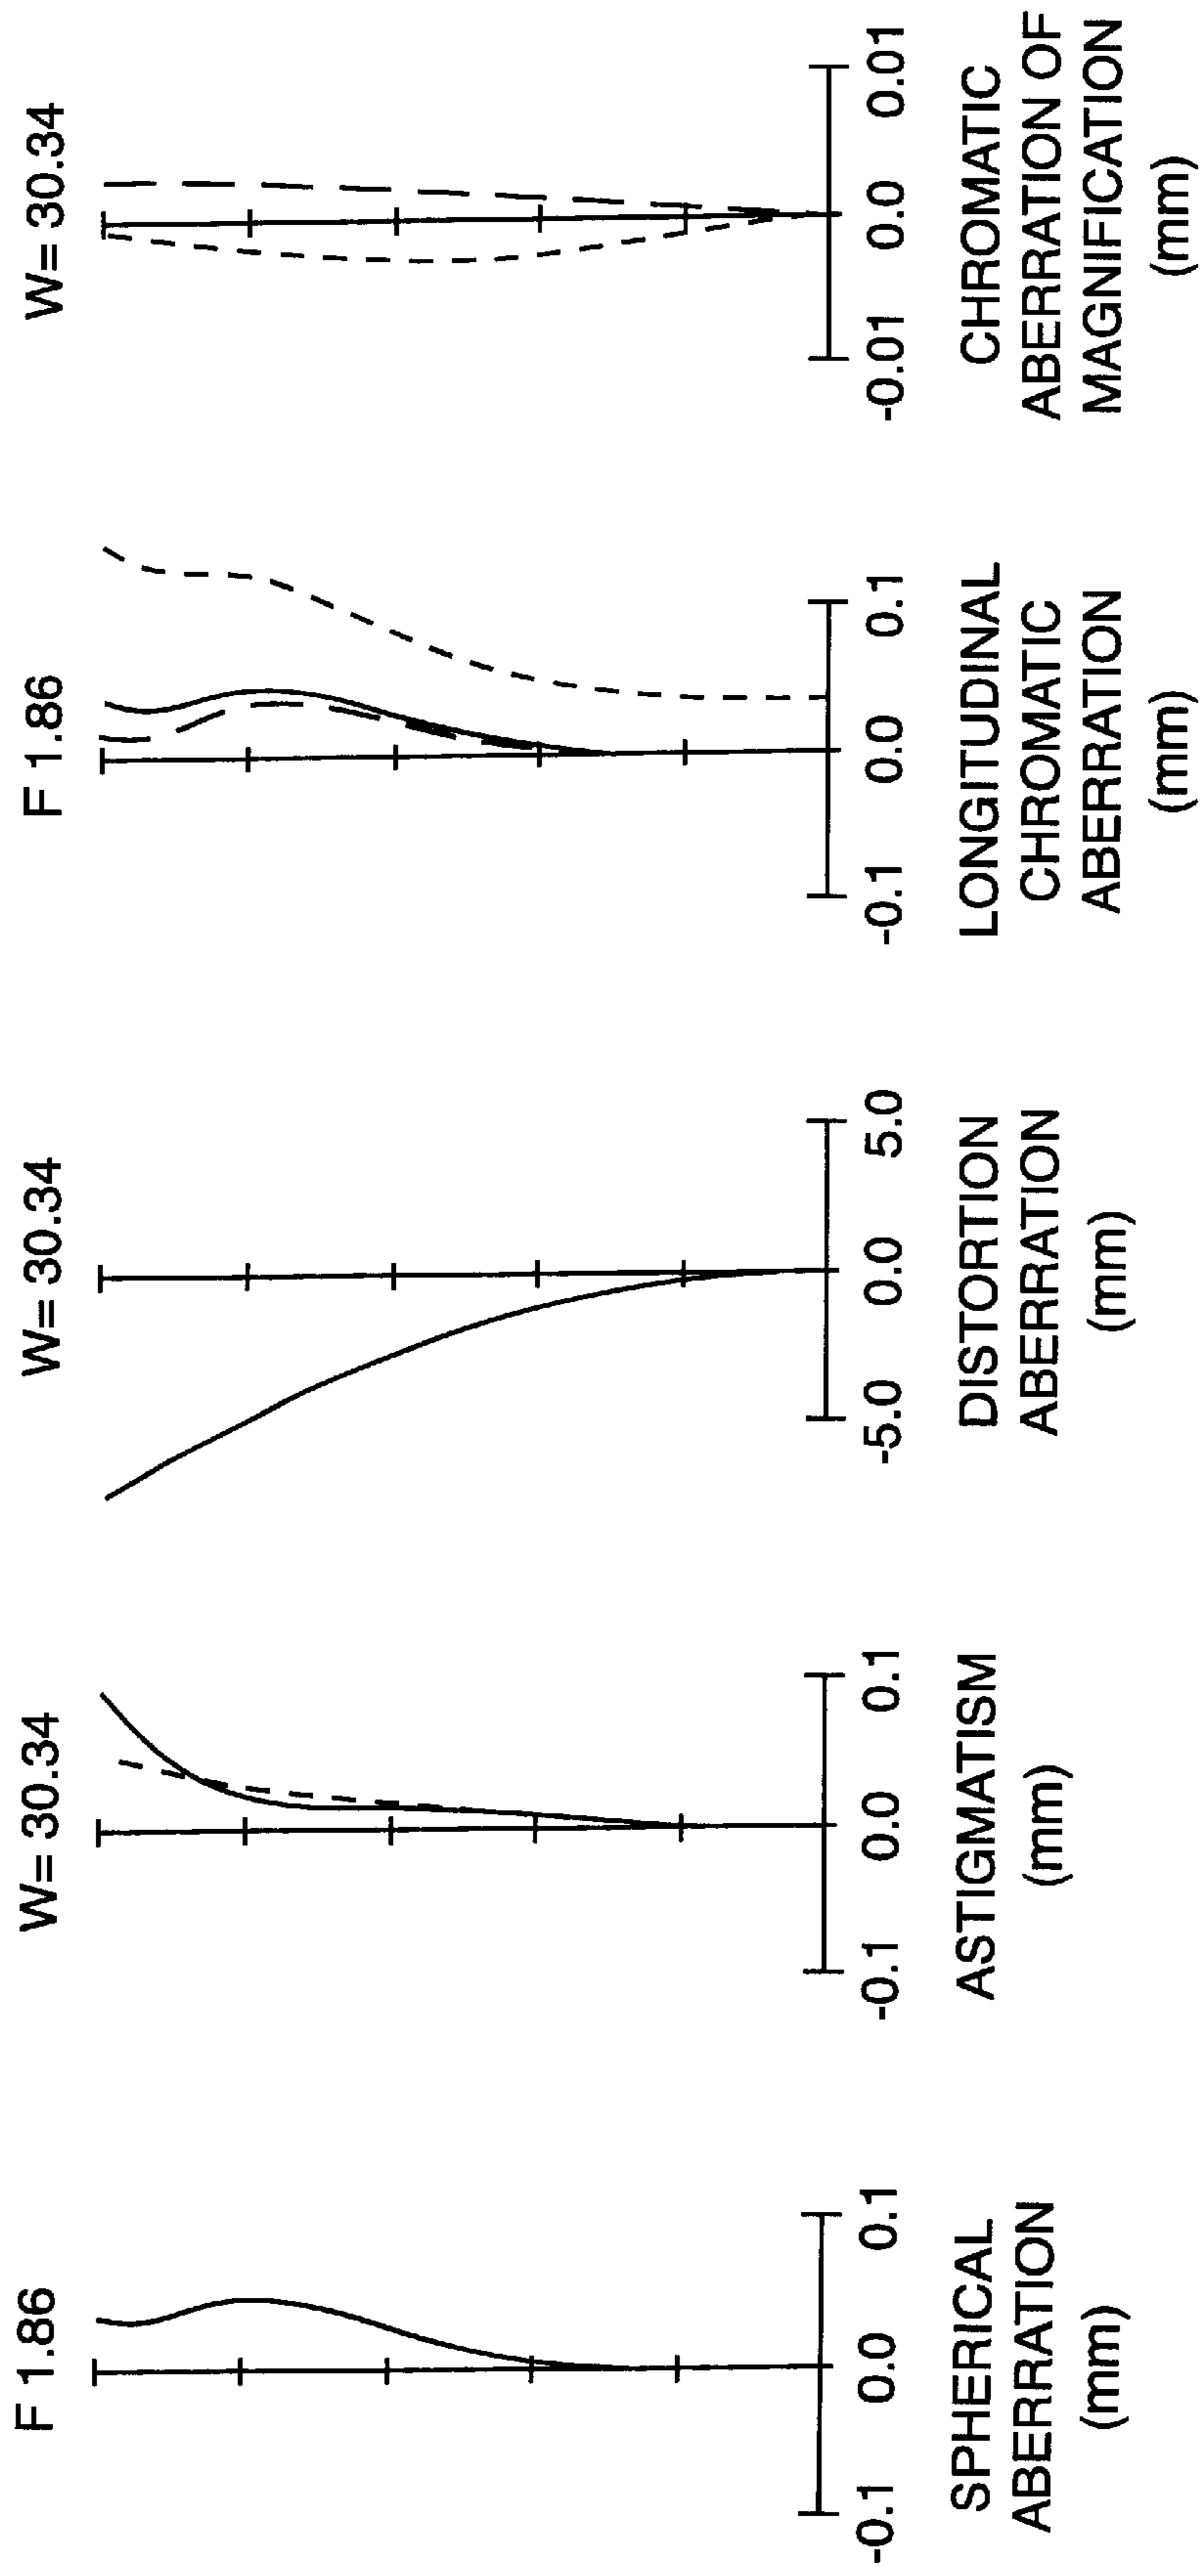 F 1.86
-0.1
0.0
0.1
SPHERICAL
ABERRATION
(mm)
W= 30.34
-0.1
0.0
0.1
ASTIGMATISM
(mm)
W= 30.34
-5.0
0.0
5.0
DISTORTION
ABERRATION
(mm)
F 1.86
-0.1
0.0
0.1
LONGITUDINAL
CHROMATIC
ABERRATION
(mm)
W= 30.34
-0.01
0.0
0.01
CHROMATIC
ABERRATION OF
MAGNIFICATION
(mm)